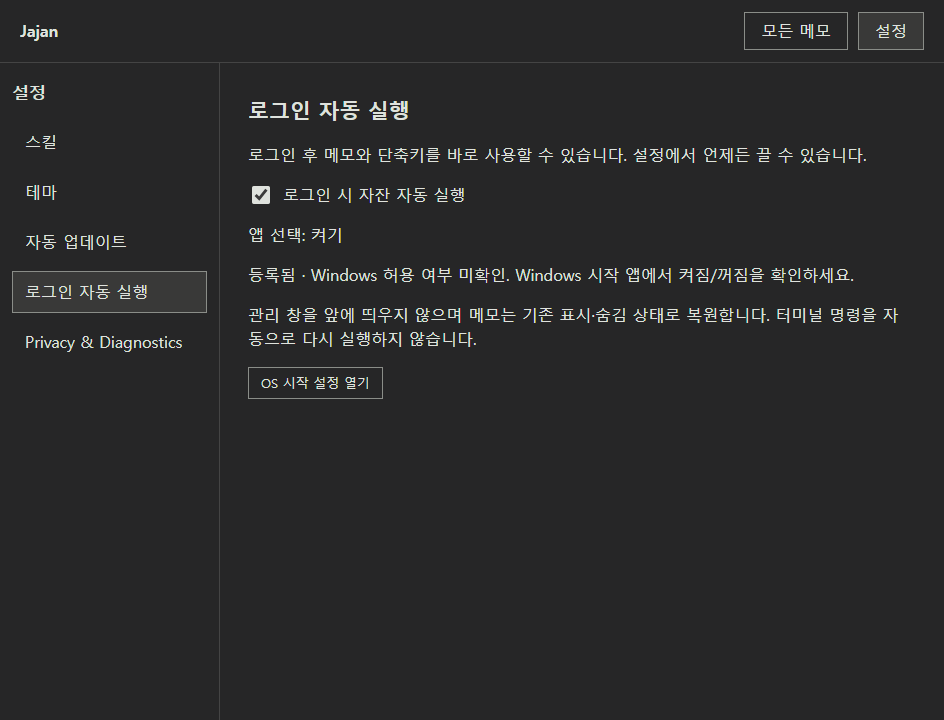 Jajan
모든 메모
설정
설정
스킬
테마
자동 업데이트
로그인 자동 실행
Privacy & Diagnostics
로그인 자동 실행
로그인 후 메모와 단축키를 바로 사용할 수 있습니다. 설정에서 언제든 끌 수 있습니다.
로그인 시 자잔 자동 실행
앱 선택: 켜기
등록됨 · Windows 허용 여부 미확인. Windows 시작 앱에서 켜짐/꺼짐을 확인하세요.
관리 창을 앞에 띄우지 않으며 메모는 기존 표시·숨김 상태로 복원합니다. 터미널 명령을 자
동으로 다시 실행하지 않습니다.
OS 시작 설정 열기